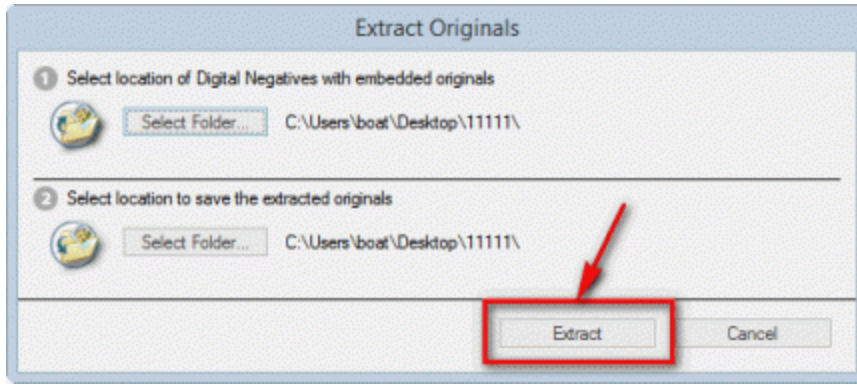 Extract Originals
1 Select location of Digital Negatives with embedded originals
Select Folder... C:\Users\boat\Desktop\11111\
2 Select location to save the extracted originals
Select Folder... C:\Users\boat\Desktop\11111\
Extract Cancel